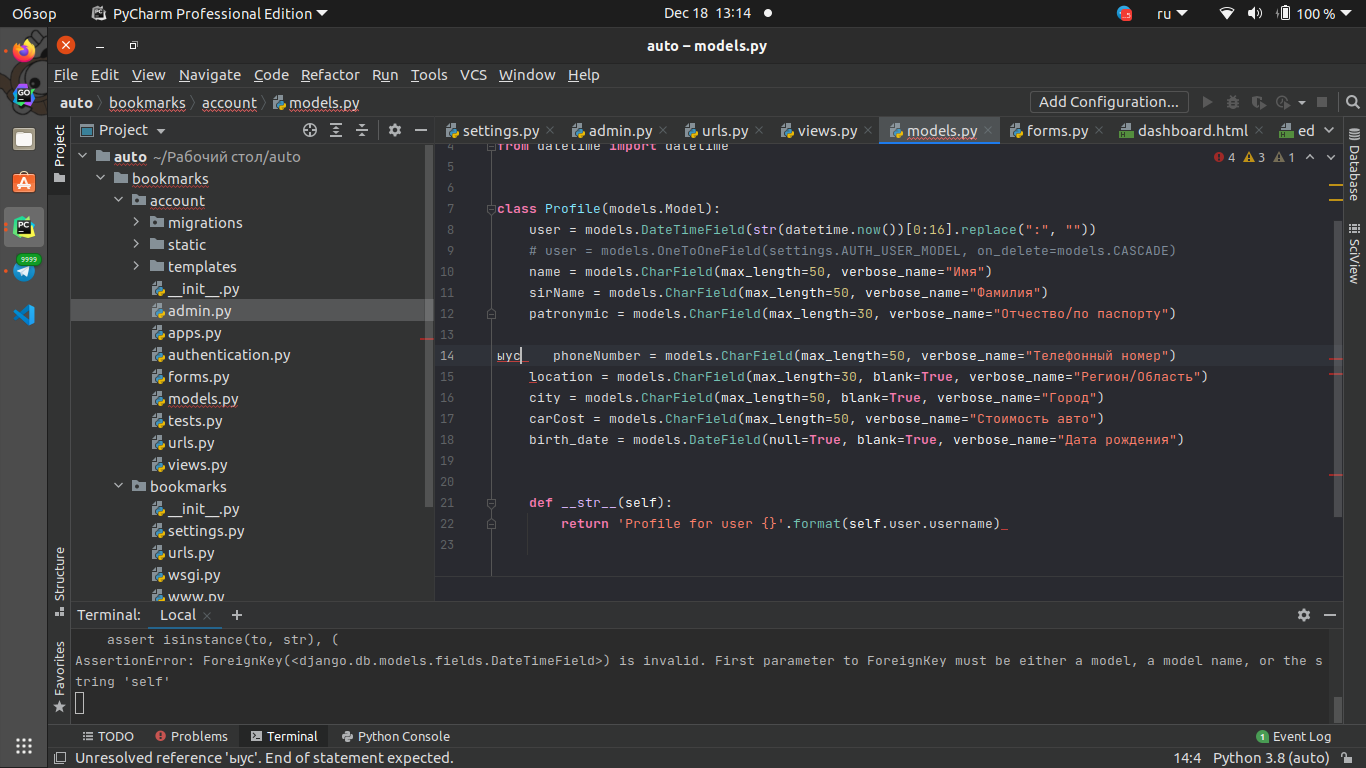 Обзор PyCharm Professional Edition Dec 18 13:14 ru 100 %
auto – models.py
File Edit View Navigate Code Refactor Run Tools VCS Window Help
auto bookmarks account models.py Add Configuration...
Project settings.py admin.py urls.py views.py models.py forms.py dashboard.html ed
Project
Structure
Favorites
Database
SciView
GO
PC
9999
auto ~/Рабочий стол/auto
bookmarks
account
migrations
static
templates
__init__.py
admin.py
apps.py
authentication.py
forms.py
models.py
tests.py
urls.py
views.py
bookmarks
__init__.py
settings.py
urls.py
wsgi.py
www.py
4 3 1
4 from datetime import datetime
5
6
7 class Profile(models.Model):
8 user = models.DateTimeField(str(datetime.now())[0:16].replace(":", ""))
9 # user = models.OneToOneField(settings.AUTH_USER_MODEL, on_delete=models.CASCADE)
10 name = models.CharField(max_length=50, verbose_name="Имя")
11 sirName = models.CharField(max_length=50, verbose_name="Фамилия")
12 patronymic = models.CharField(max_length=30, verbose_name="Отчество/по паспорту")
13
14 ыус phoneNumber = models.CharField(max_length=50, verbose_name="Телефонный номер")
15 location = models.CharField(max_length=30, blank=True, verbose_name="Регион/Область")
16 city = models.CharField(max_length=50, blank=True, verbose_name="Город")
17 carCost = models.CharField(max_length=50, verbose_name="Стоимость авто")
18 birth_date = models.DateField(null=True, blank=True, verbose_name="Дата рождения")
19
20
21 def __str__(self):
22 return 'Profile for user {}'.format(self.user.username)
23
Terminal: Local
assert isinstance(to, str), (
AssertionError: ForeignKey(<django.db.models.fields.DateTimeField>) is invalid. First parameter to ForeignKey must be either a model, a model name, or the s
tring 'self'
TODO Problems Terminal Python Console 1 Event Log
Unresolved reference 'ыус'. End of statement expected. 14:4 Python 3.8 (auto)